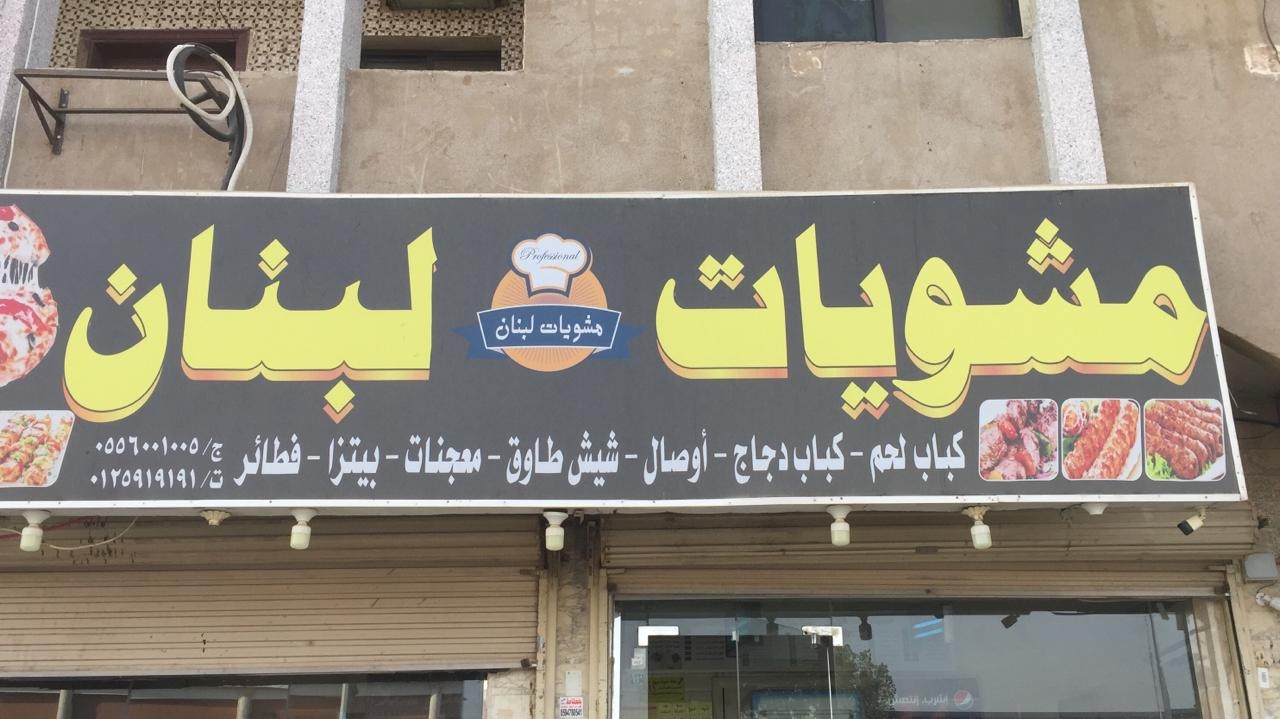 مشويات لبنان
Professional
مشويات لبنان
كباب لحم - كباب دجاج - أوصال - شيش طاوق - معجنات - بيتزا - فطائر
ج/ ٠٥٥٦٠٠١٠٠٥
ت/ ٠١٢٥٩١٩١٩١